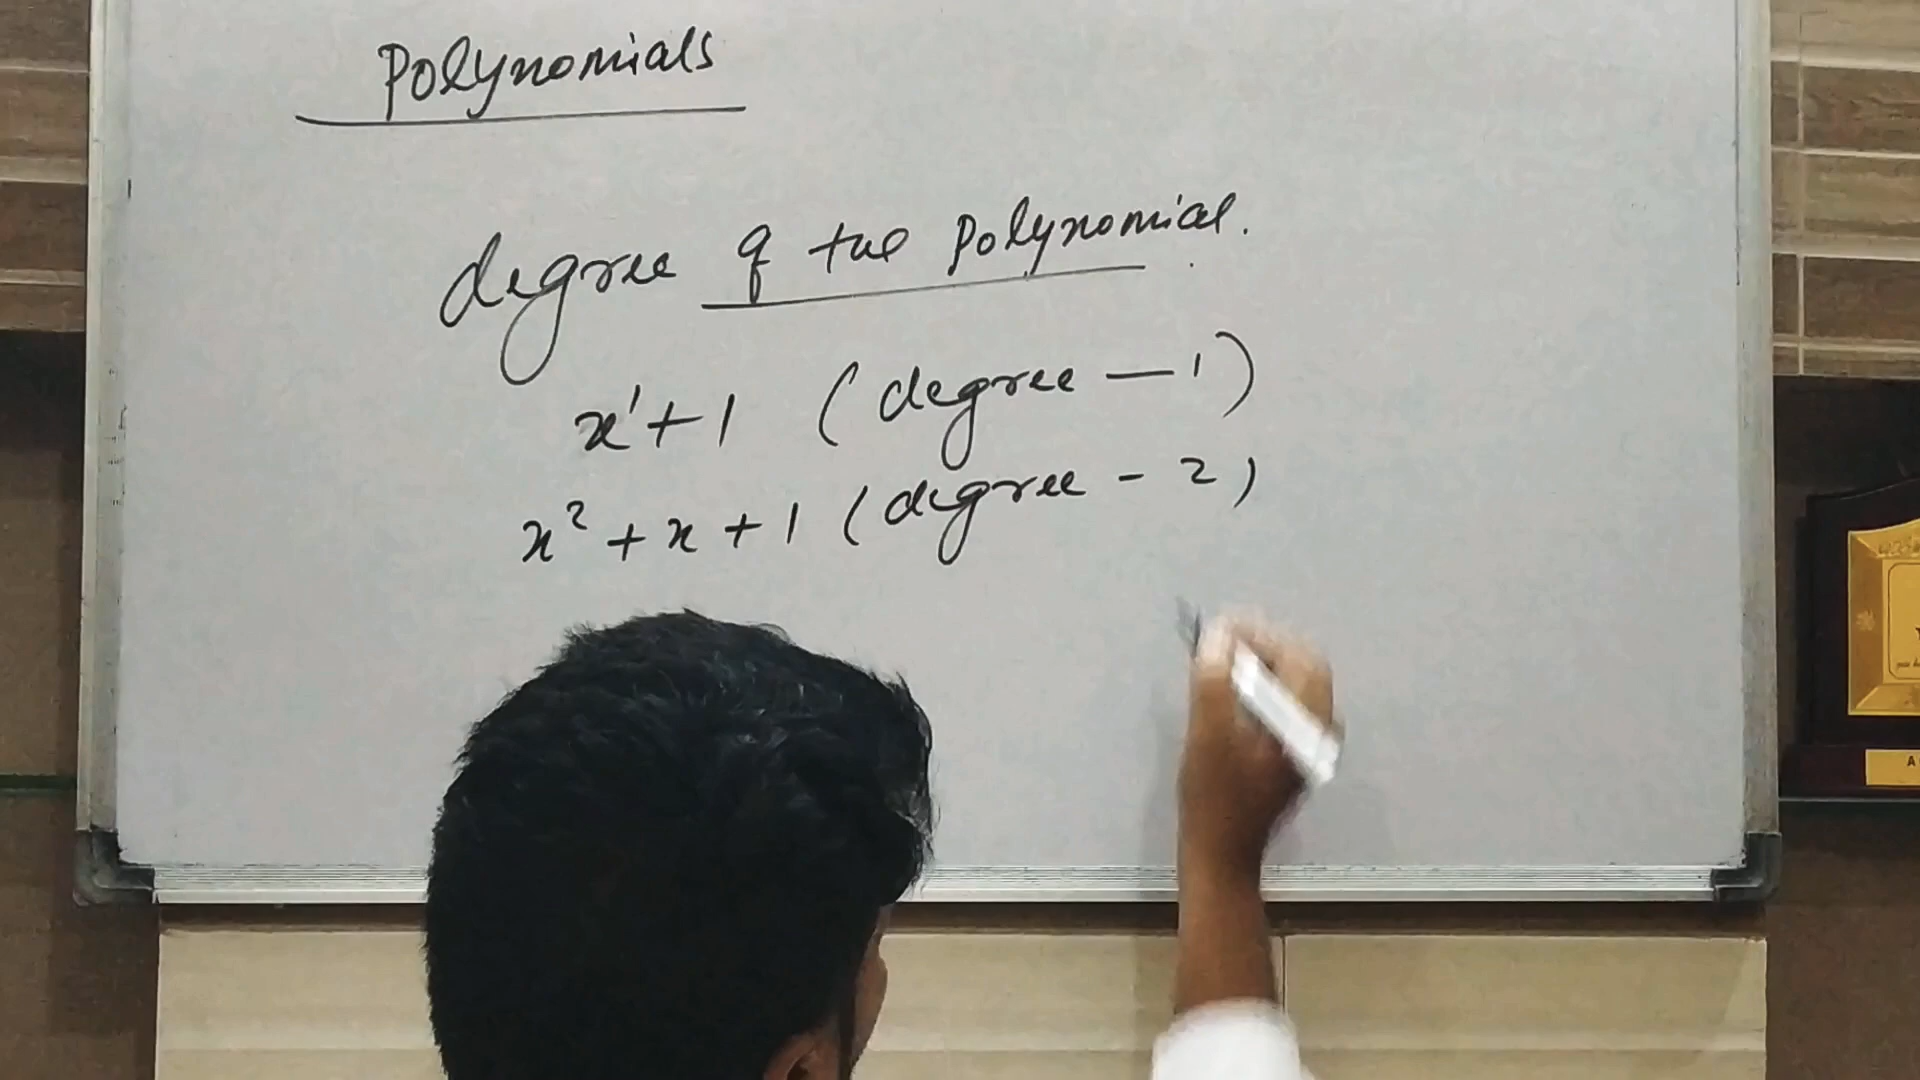 Polynomials
degree of the Polynomial.
x¹+1 (degree — 1)
x² + x + 1 (degree - 2)